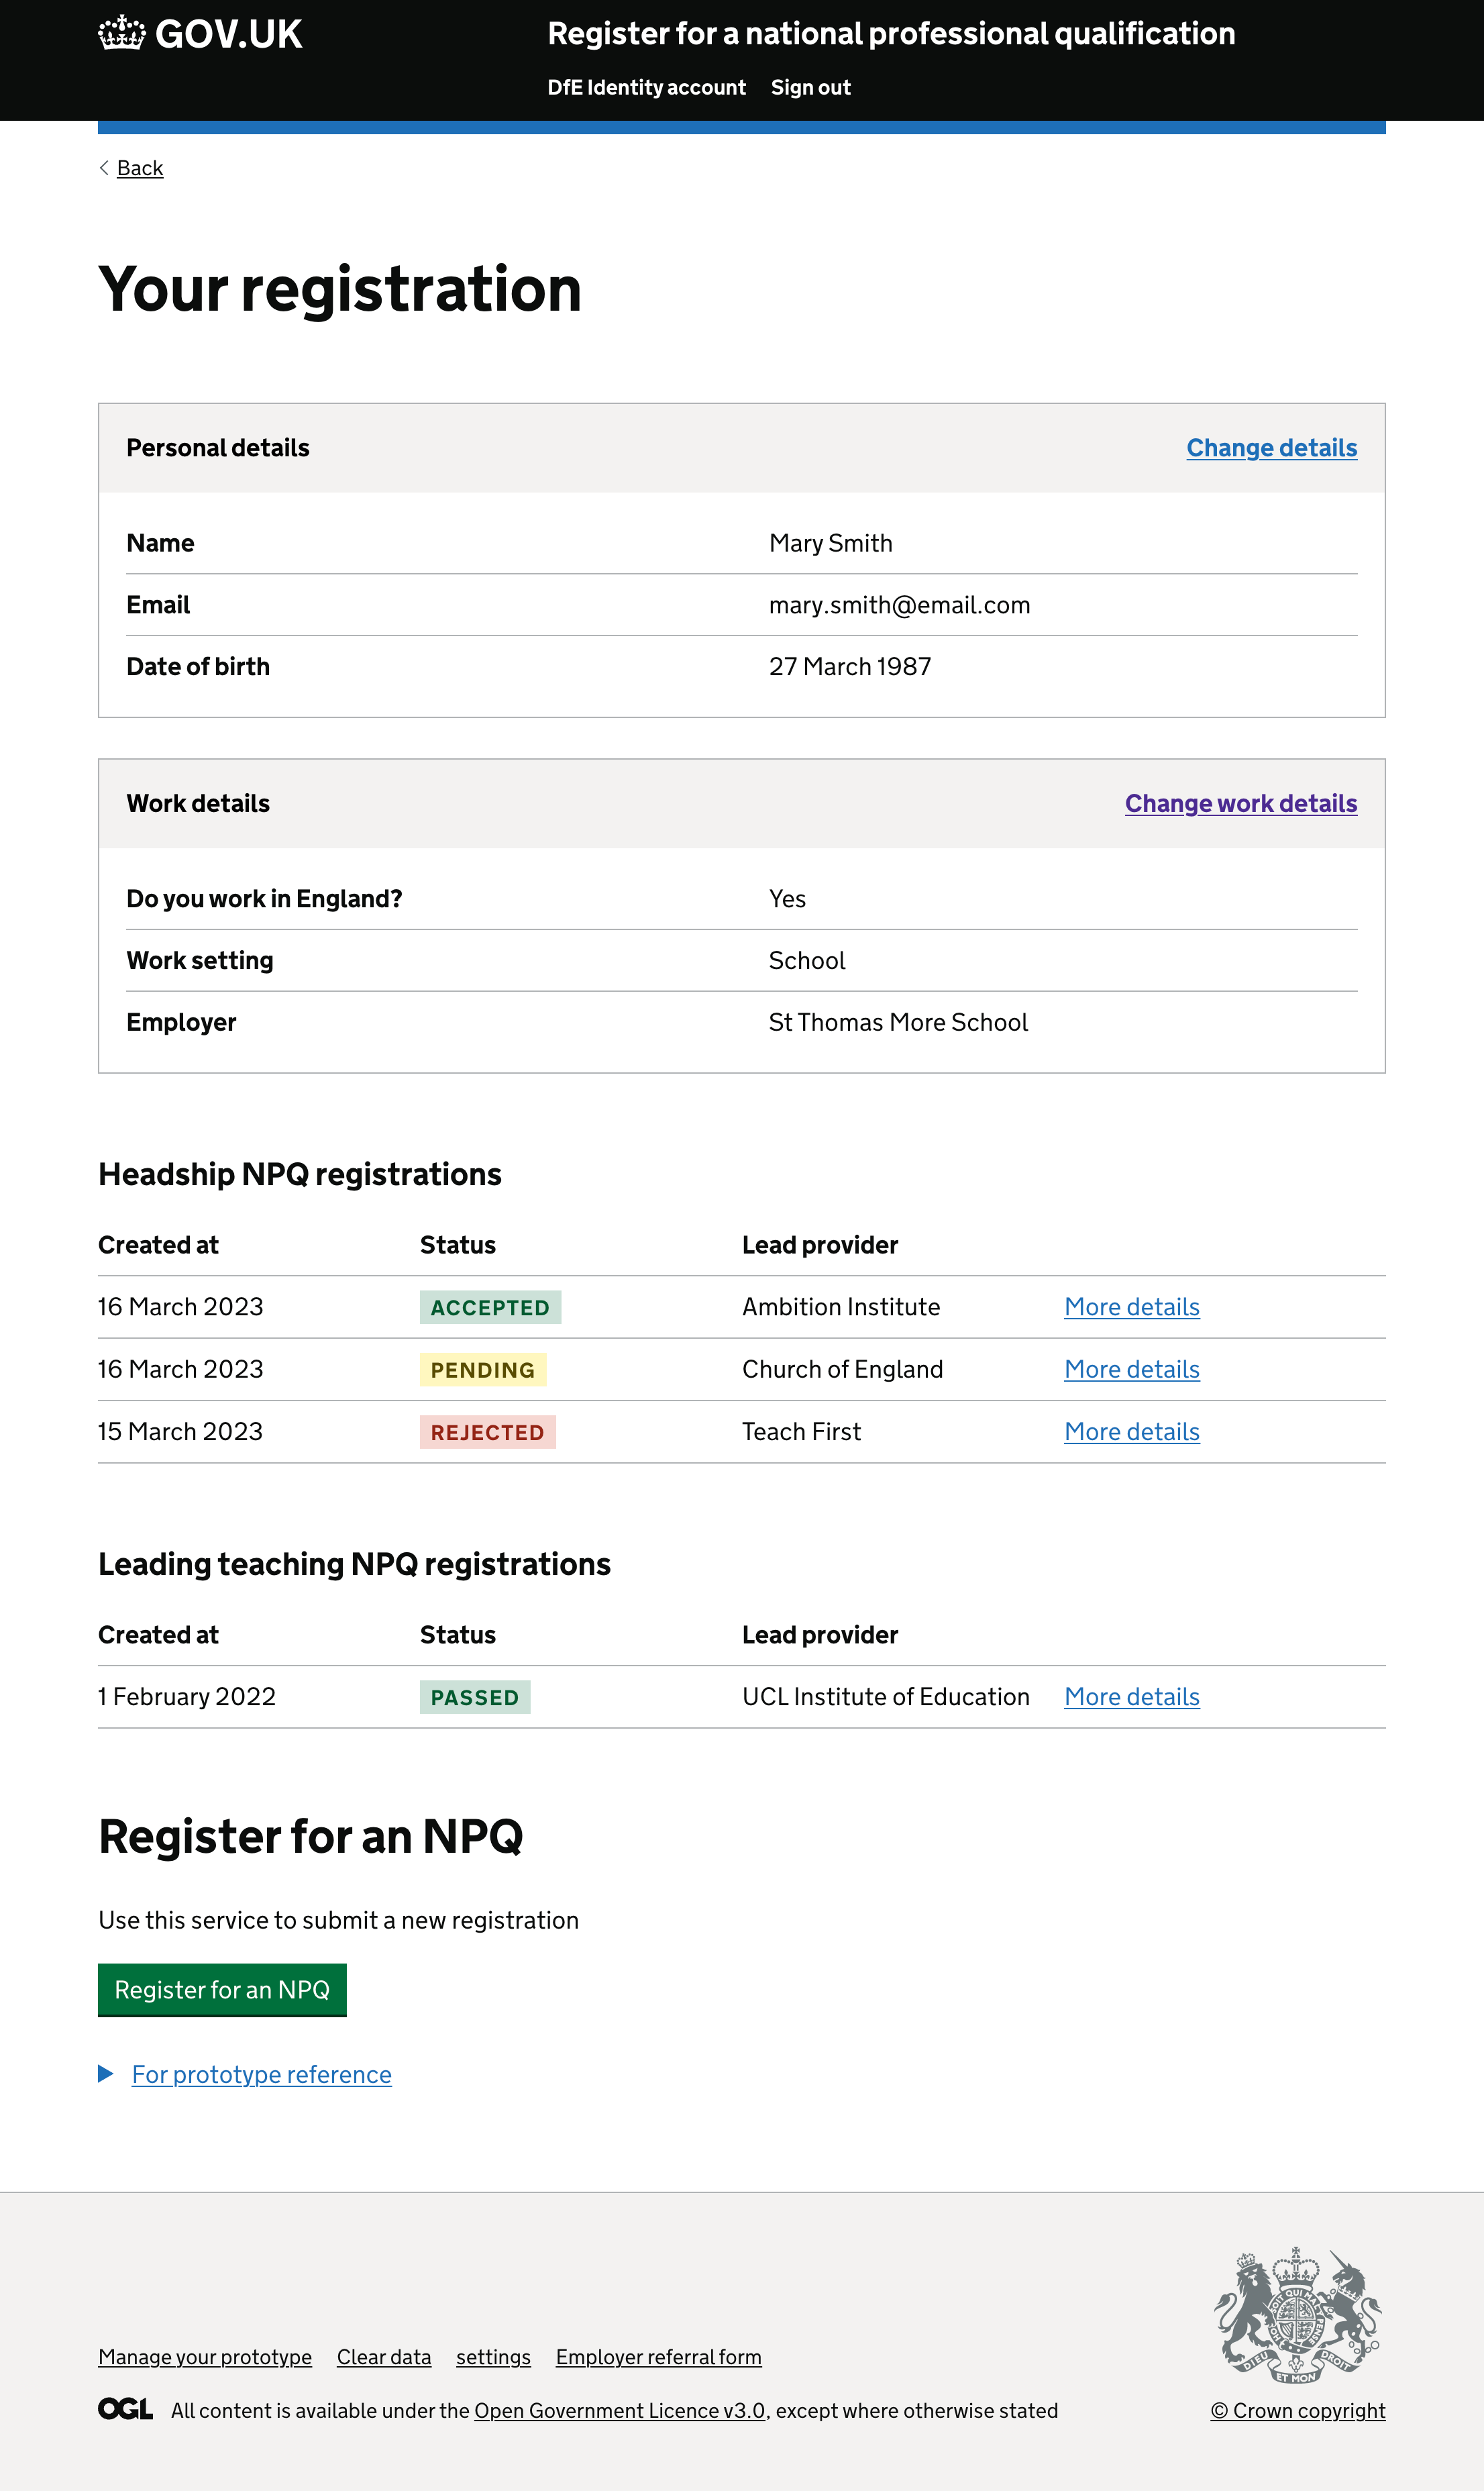 GOV.UK
Register for a national professional qualification
DfE Identity account Sign out
Back
Your registration
Personal details Change details
Name Mary Smith
Email mary.smith@email.com
Date of birth 27 March 1987
Work details Change work details
Do you work in England? Yes
Work setting School
Employer St Thomas More School
Headship NPQ registrations
Created at Status Lead provider
16 March 2023 ACCEPTED Ambition Institute More details
16 March 2023 PENDING Church of England More details
15 March 2023 REJECTED Teach First More details
Leading teaching NPQ registrations
Created at Status Lead provider
1 February 2022 PASSED UCL Institute of Education More details
Register for an NPQ
Use this service to submit a new registration
Register for an NPQ
For prototype reference
Manage your prototype Clear data settings Employer referral form
OGL All content is available under the Open Government Licence v3.0, except where otherwise stated
DIEU ET MON DROIT
© Crown copyright